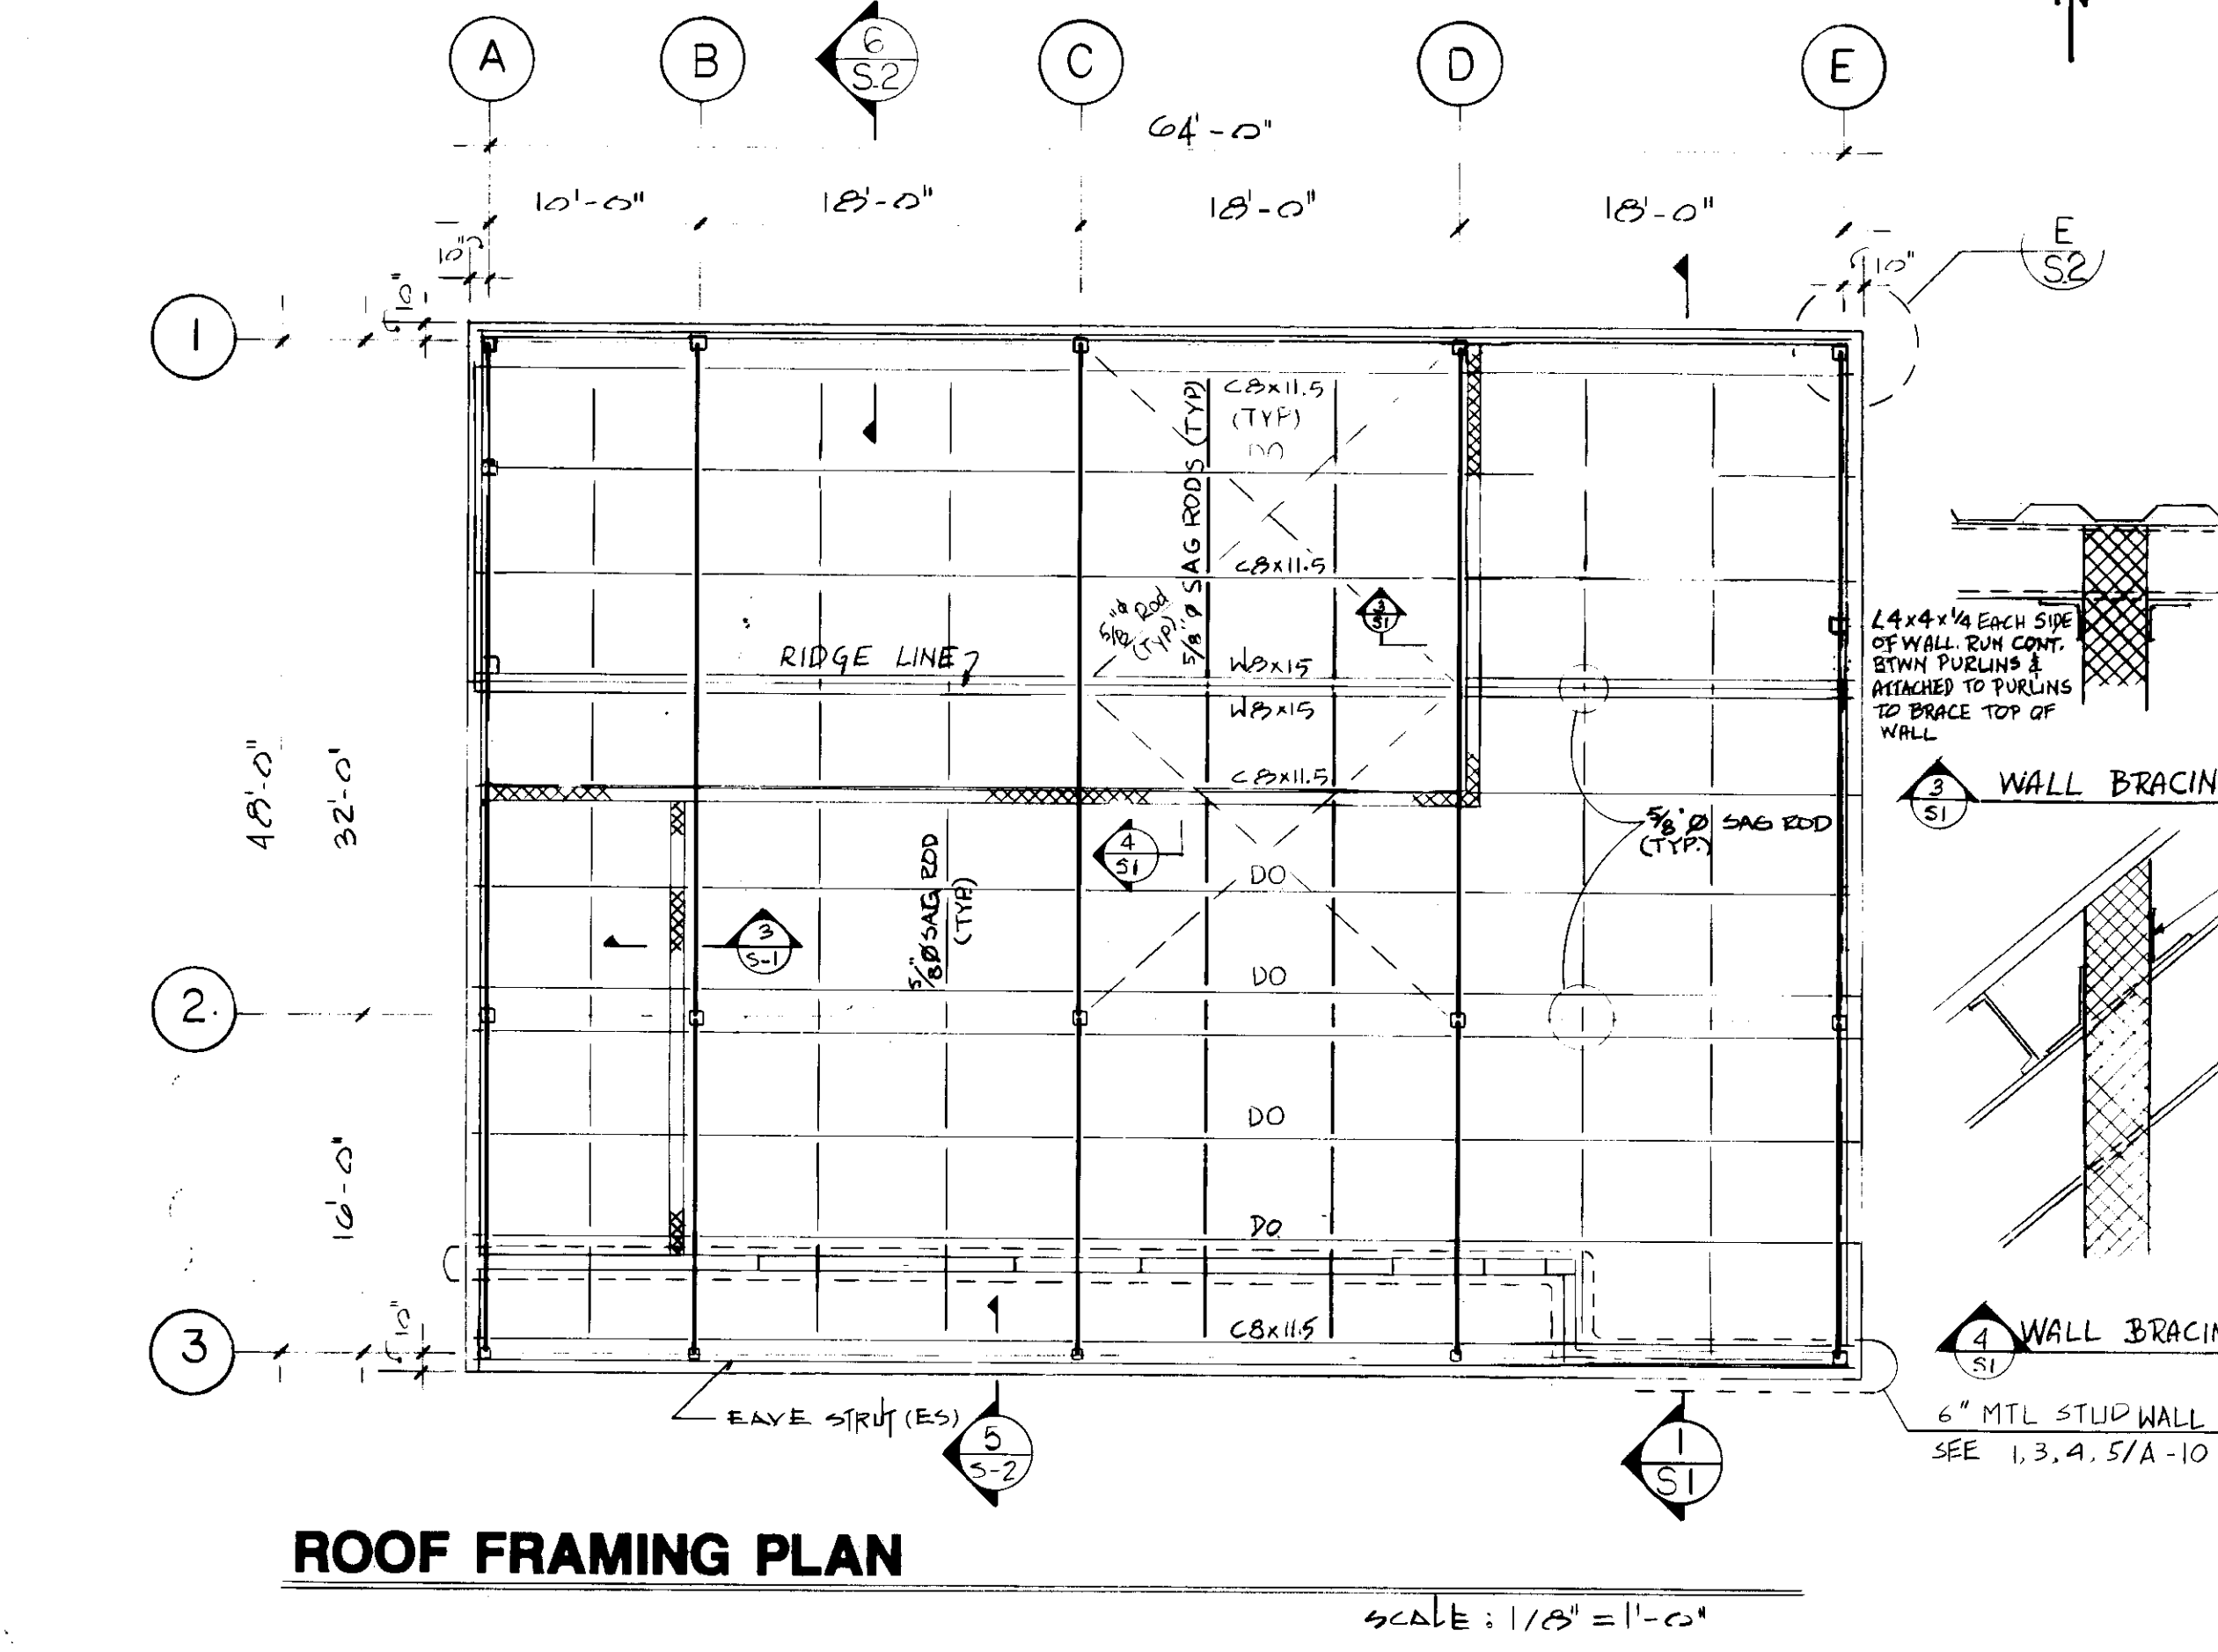 A
B
6
S.2
C
D
E
N
64'-0"
10'-0"
18'-0"
18'-0"
18'-0"
10"
10"
10"
E
S2
1
C8x11.5
(TYP)
DO
5/8"Ø SAG RODS (TYP)
C8x11.5
5/8"Ø Rod
(TYP)
3
S1
RIDGE LINE
W8x15
W8x15
C8x11.5
L4x4x1/4 EACH SIDE
OF WALL. RUN CONT.
BTWN PURLINS &
ATTACHED TO PURLINS
TO BRACE TOP OF
WALL
3
S1
WALL BRACIN
48'-0"
32'-0"
5/8"Ø SAG ROD
(TYP.)
4
S1
DO
5/8"Ø SAG ROD
(TYP.)
3
S-1
DO
2.
DO
16'-0"
DO
C8x11.5
3
10"
4
S1
WALL BRACIN
EAVE STRUT (ES)
5
S-2
1
S1
6" MTL STUD WALL
SEE 1,3,4,5/A-10
ROOF FRAMING PLAN
SCALE : 1/8" = 1'-0"